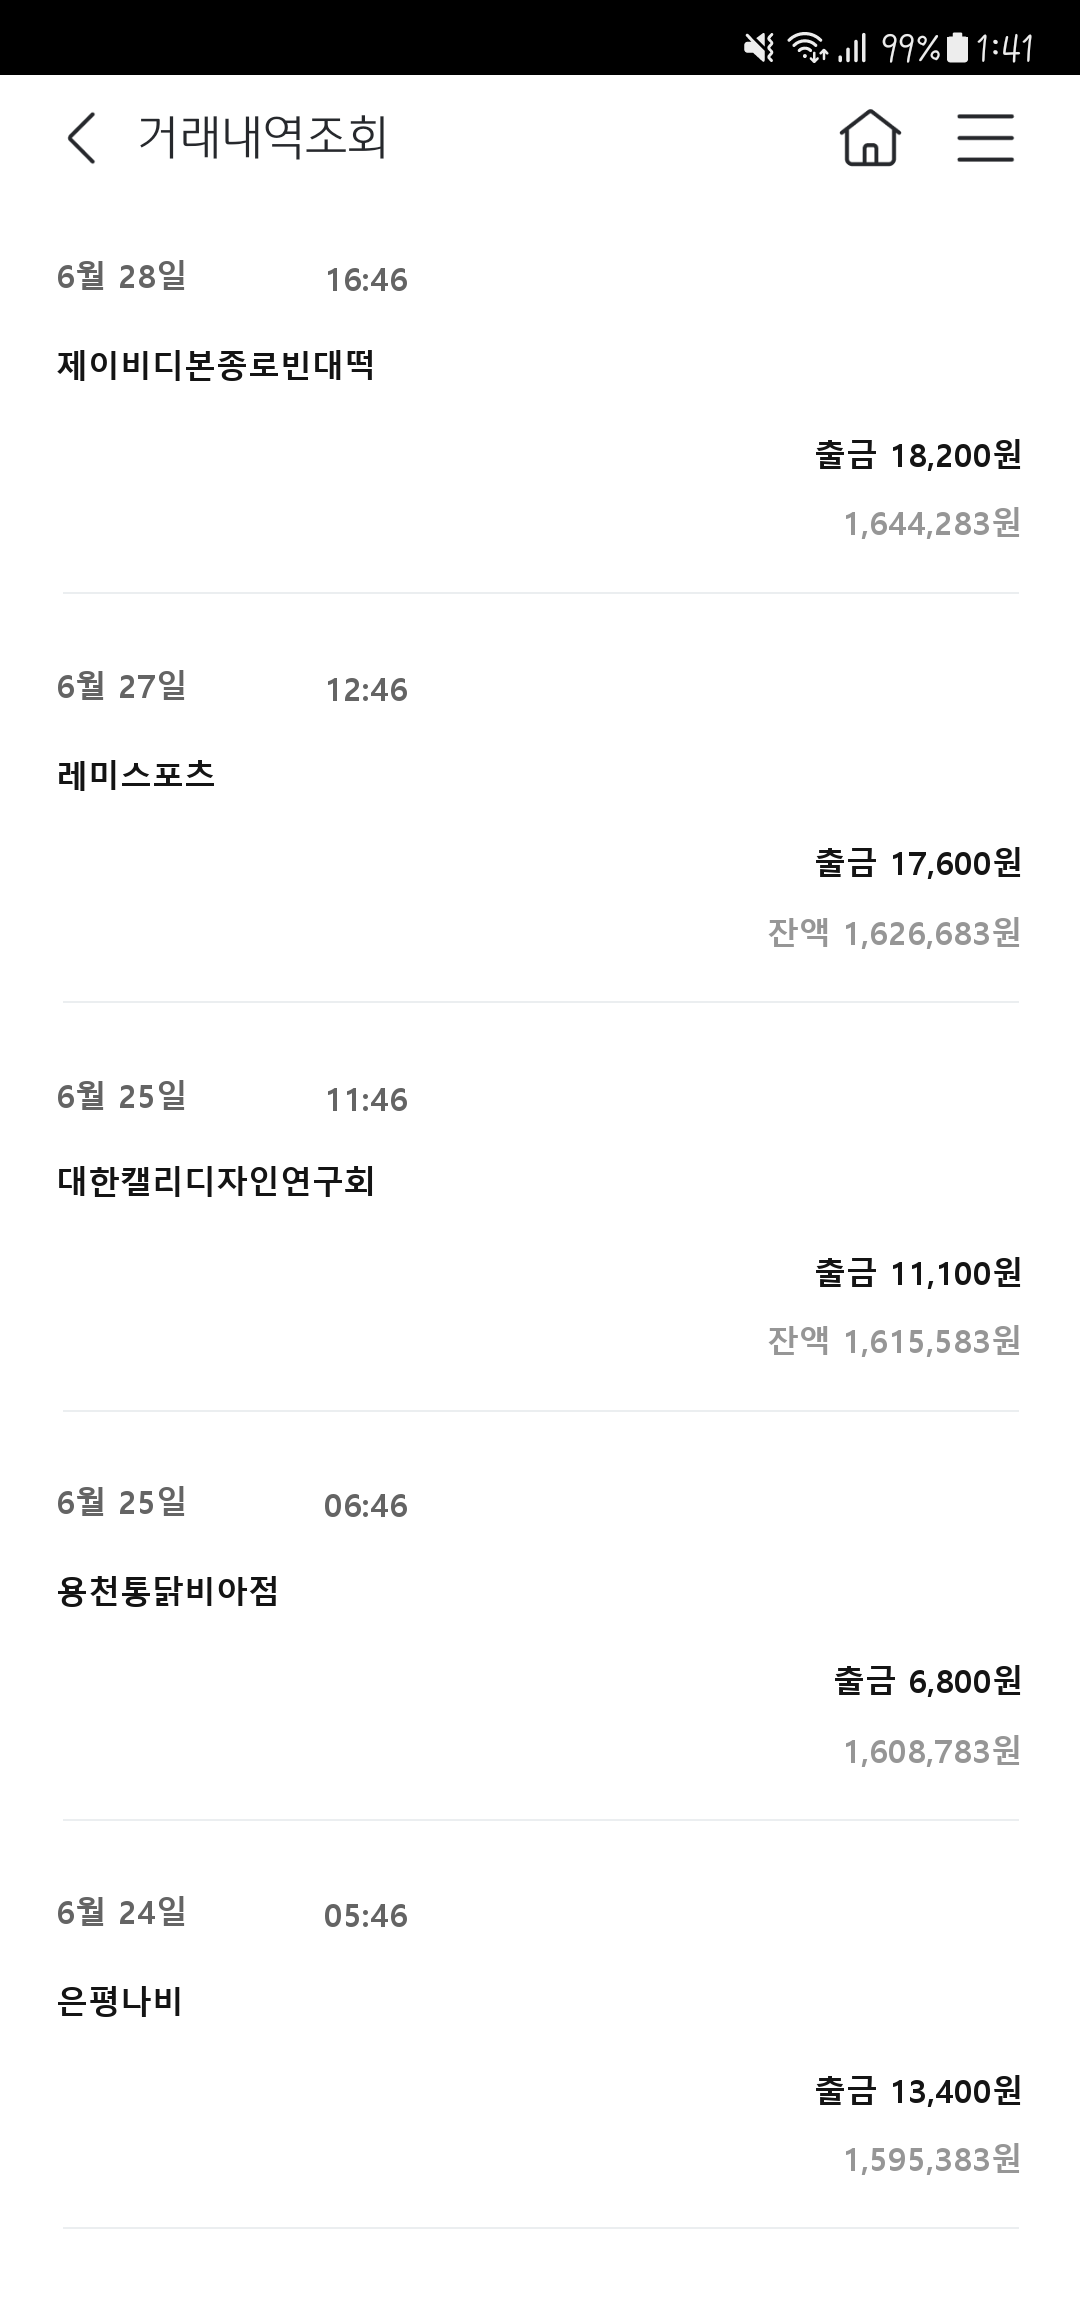 99% 1:41
거래내역조회
6월 28일 16:46
제이비디본종로빈대떡
출금 18,200원
1,644,283원
6월 27일 12:46
레미스포츠
출금 17,600원
잔액 1,626,683원
6월 25일 11:46
대한캘리디자인연구회
출금 11,100원
잔액 1,615,583원
6월 25일 06:46
용천통닭비아점
출금 6,800원
1,608,783원
6월 24일 05:46
은평나비
출금 13,400원
1,595,383원